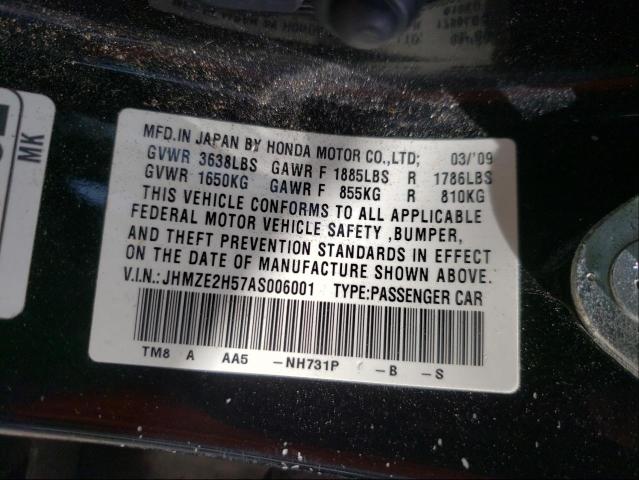 MFD.IN JAPAN BY HONDA MOTOR CO.,LTD; 03/'09
GVWR 3638LBS GAWR F 1885LBS R 1786LBS
GVWR 1650KG GAWR F 855KG R 810KG
THIS VEHICLE CONFORMS TO ALL APPLICABLE
FEDERAL MOTOR VEHICLE SAFETY ,BUMPER,
AND THEFT PREVENTION STANDARDS IN EFFECT
ON THE DATE OF MANUFACTURE SHOWN ABOVE.
V.I.N.:JHMZE2H57AS006001 TYPE:PASSENGER CAR
TM8 A AA5 -NH731P -B -S
MK